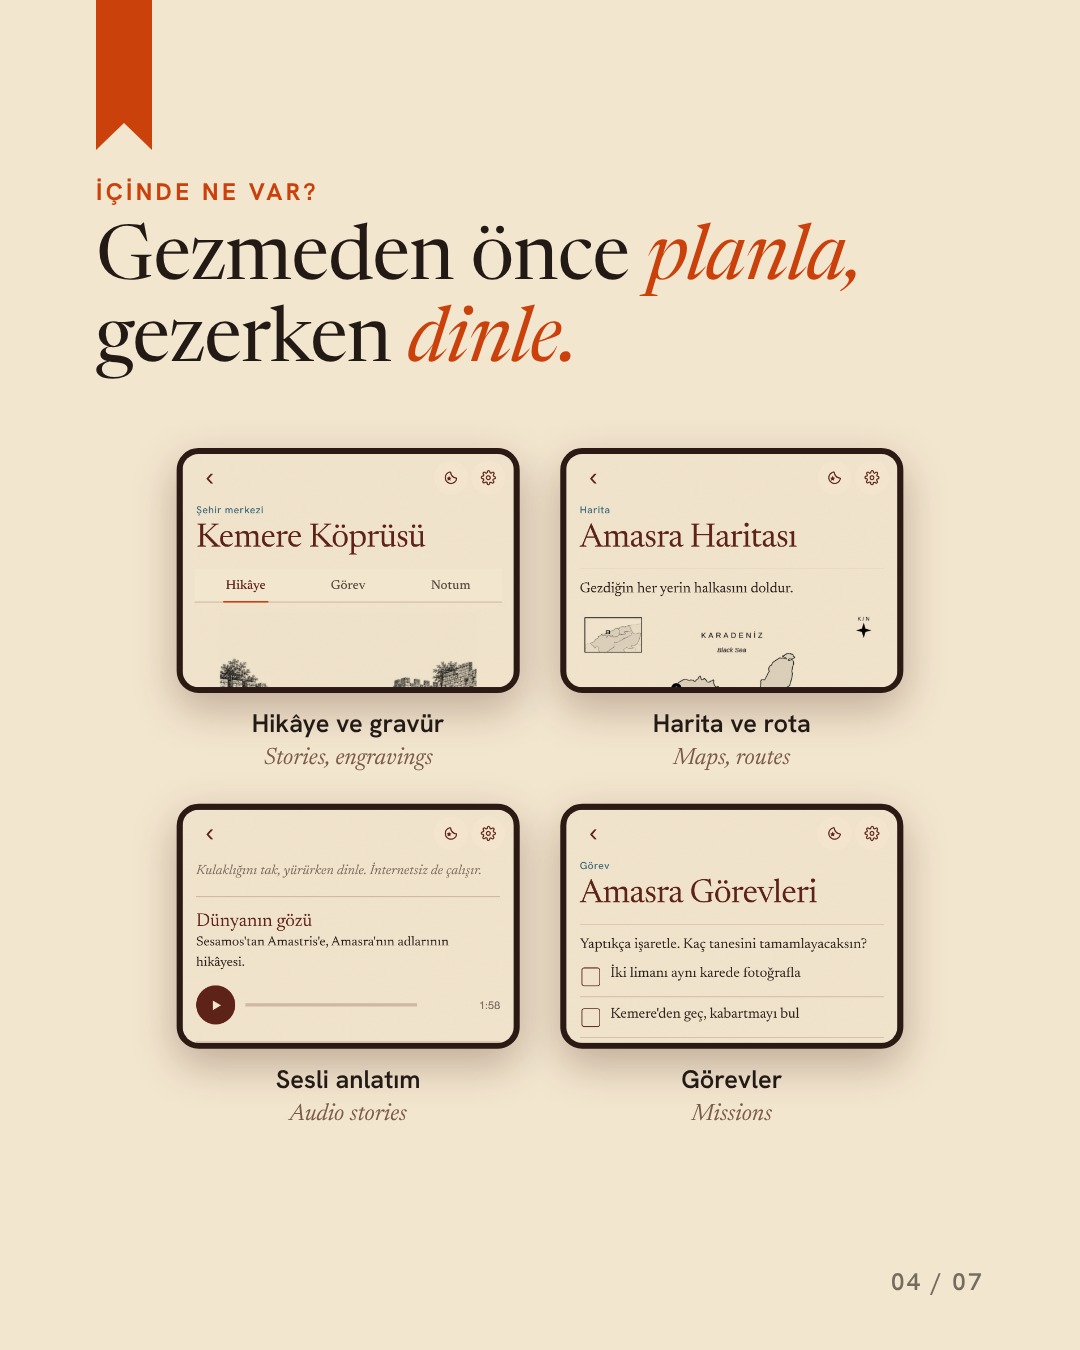 İÇİNDE NE VAR?
Gezmeden önce planla,
gezerken dinle.
Şehir merkezi
Kemere Köprüsü
Hikâye Görev Notum
Hikâye ve gravür
Stories, engravings
Harita
Amasra Haritası
Gezdiğin her yerin halkasını doldur.
K/N
KARADENİZ
Black Sea
Harita ve rota
Maps, routes
Kulaklığını tak, yürürken dinle. İnternetsiz de çalışır.
Dünyanın gözü
Sesamos'tan Amastris'e, Amasra'nın adlarının
hikâyesi.
1:58
Sesli anlatım
Audio stories
Görev
Amasra Görevleri
Yaptıkça işaretle. Kaç tanesini tamamlayacaksın?
İki limanı aynı karede fotoğrafla
Kemere'den geç, kabartmayı bul
Görevler
Missions
04 / 07